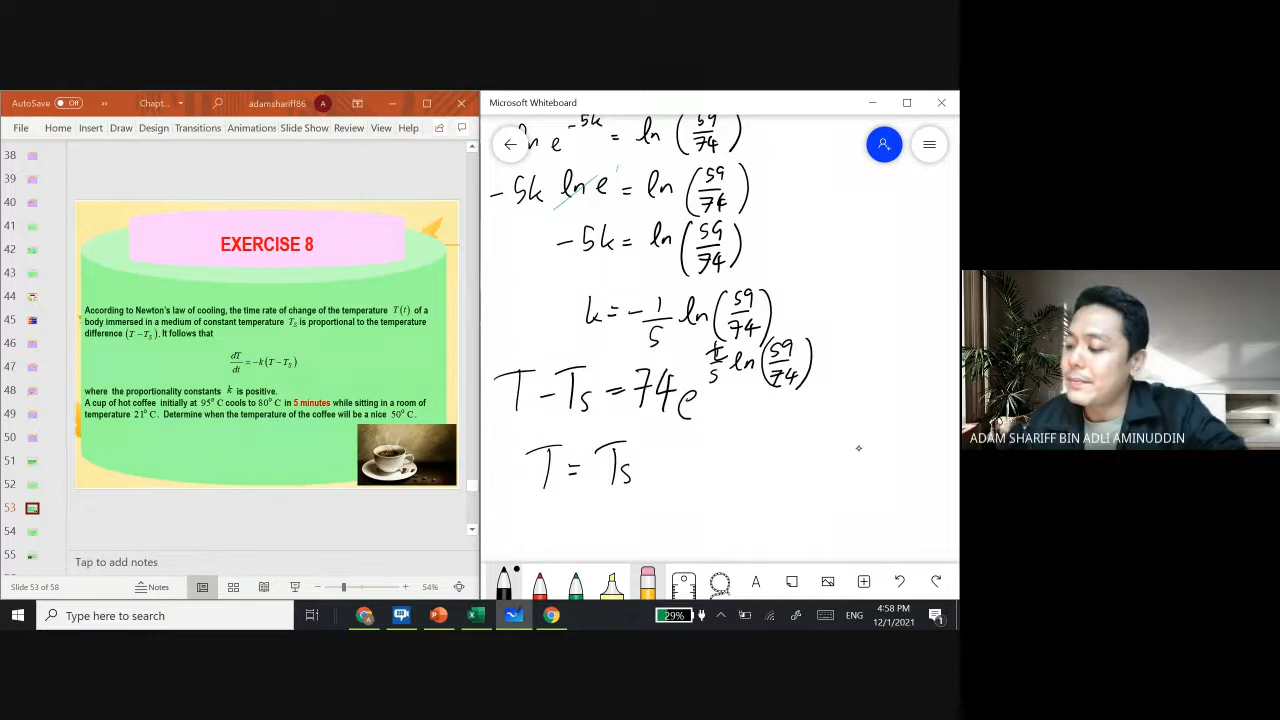 AutoSave Off »
Chapt...
adamsharif86
A
File Home Insert Draw Design Transitions Animations Slide Show Review View Help
38
39
40
41
42
43
44
45
46
47
48
49
50
51
52
53
54
55
EXERCISE 8
According to Newton's law of cooling, the time rate of change of the temperature T(t) of a
body immersed in a medium of constant temperature Ts is proportional to the temperature
difference (T−Ts). It follows that
dT/dt = −k(T−Ts)
where the proportionality constants k is positive.
A cup of hot coffee initially at 95° C cools to 80° C in 5 minutes while sitting in a room of
temperature 21° C. Determine when the temperature of the coffee will be a nice 50° C.
Tap to add notes
Slide 53 of 58
Notes
54%
Microsoft Whiteboard
ln e^-5k = ln (59/74)
-5k ln e = ln (59/74)
-5k = ln (59/74)
k = -1/5 ln (59/74)
T - Ts = 74 e^t/5 ln (59/74)
T = Ts
A
ADAM SHARIFF BIN ADLI AMINUDDIN
Type here to search
29%
ENG
4:58 PM
12/1/2021
1